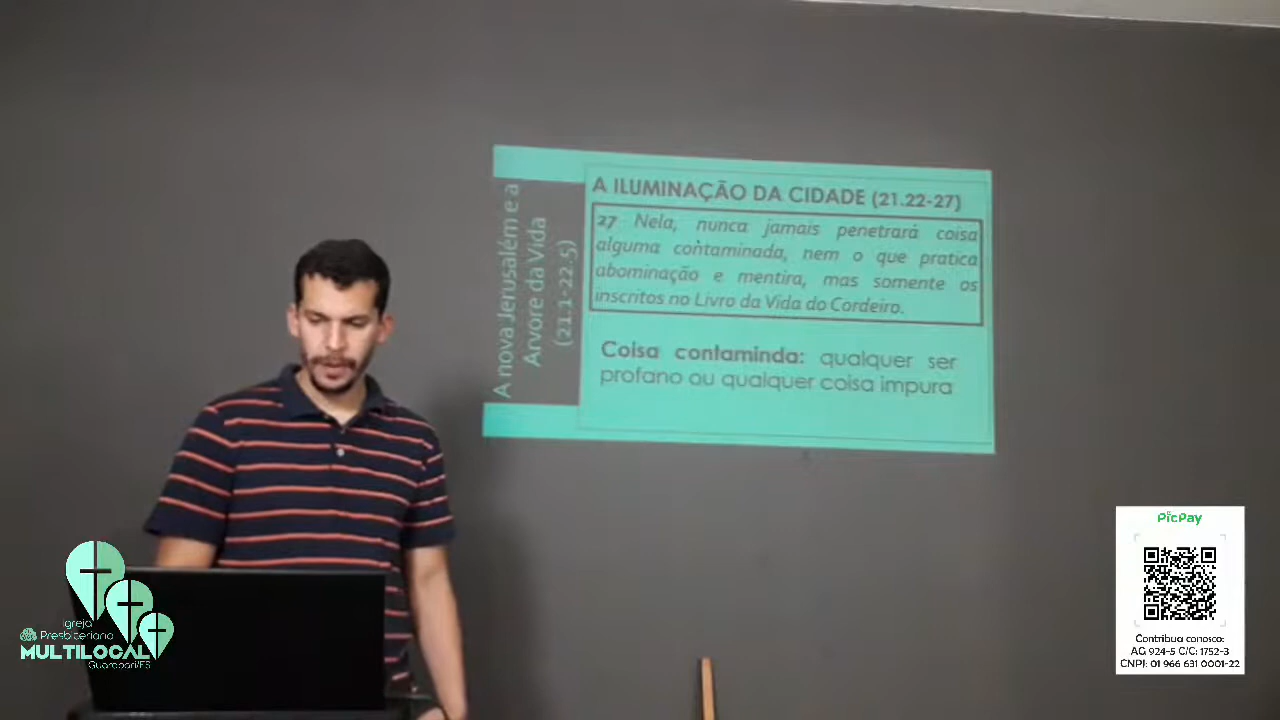 A nova Jerusalém e a
Árvore da Vida
(21.1-22.5)
A ILUMINAÇÃO DA CIDADE (21.22-27)
27 Nela, nunca jamais penetrará coisa
alguma contaminada, nem o que pratica
abominação e mentira, mas somente os
inscritos no Livro da Vida do Cordeiro.
Coisa contaminda: qualquer ser
profano ou qualquer coisa impura
Igreja
Presbiteriana
MULTILOCAL
Guarapari/ES
PicPay
Contribua conosco:
AG 924-5 C/C: 1752-3
CNPJ: 01 966 631 0001-22